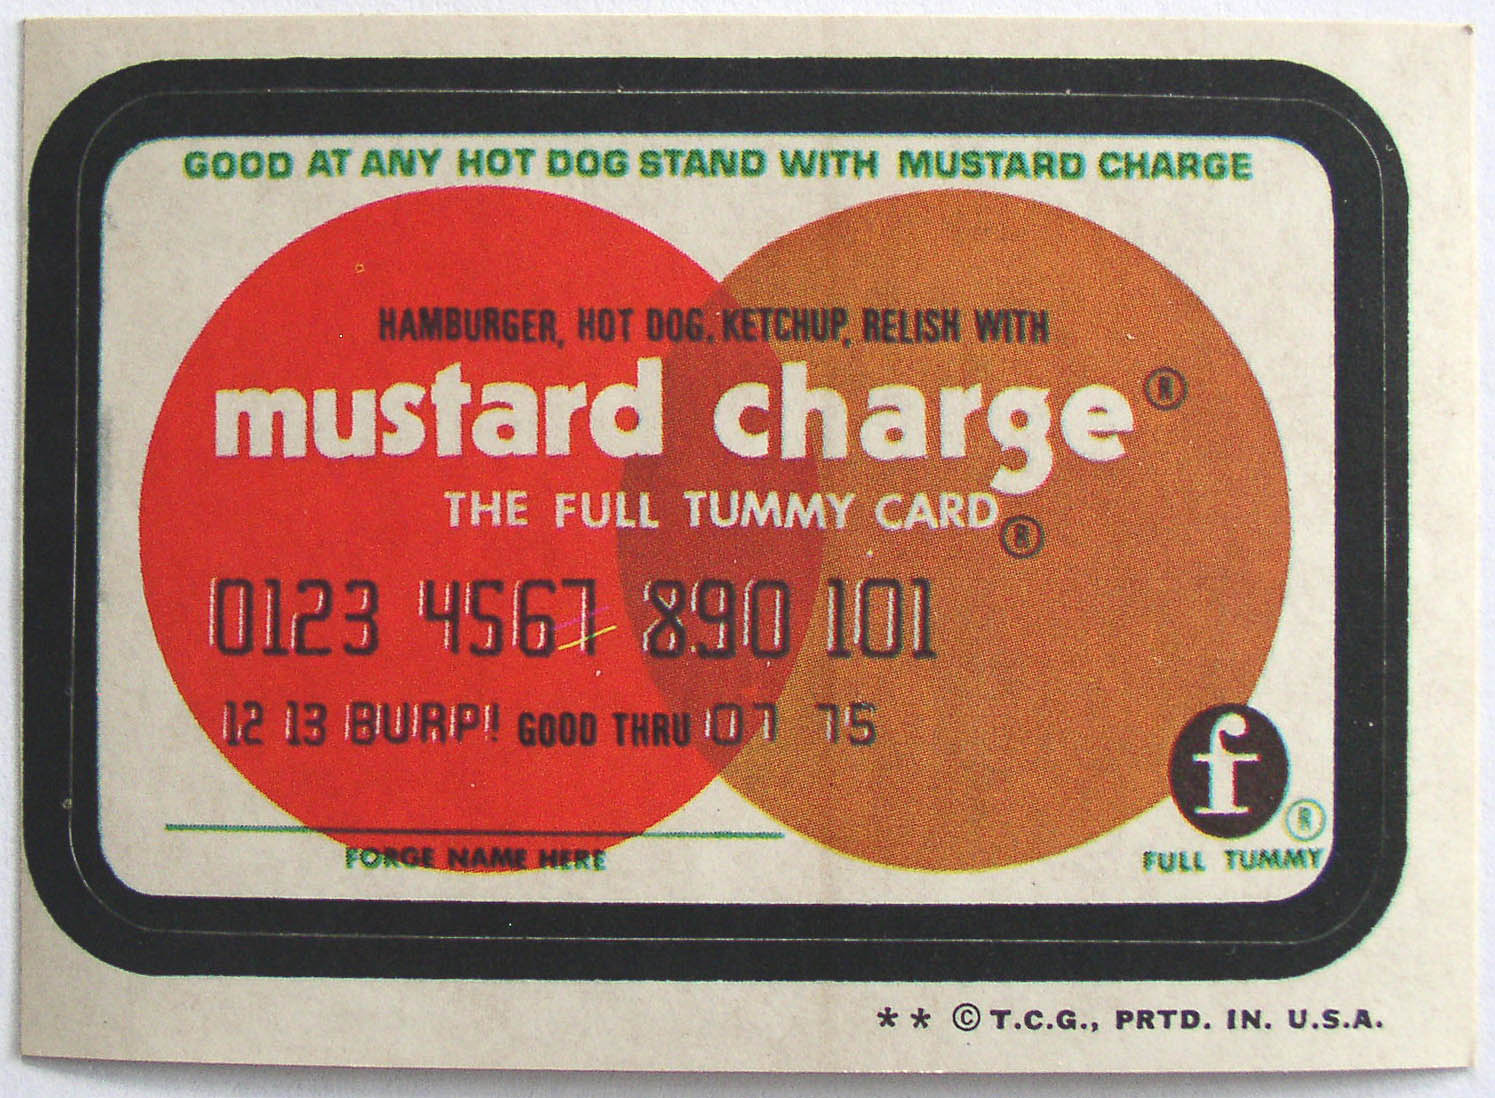 GOOD AT ANY HOT DOG STAND WITH MUSTARD CHARGE
HAMBURGER, HOT DOG, KETCHUP, RELISH WITH
mustard charge ®
THE FULL TUMMY CARD ®
0123 4567 890 101
12 13 BURP! GOOD THRU 07 75
f ®
FORGE NAME HERE
FULL TUMMY
** © T.C.G., PRTD. IN. U.S.A.